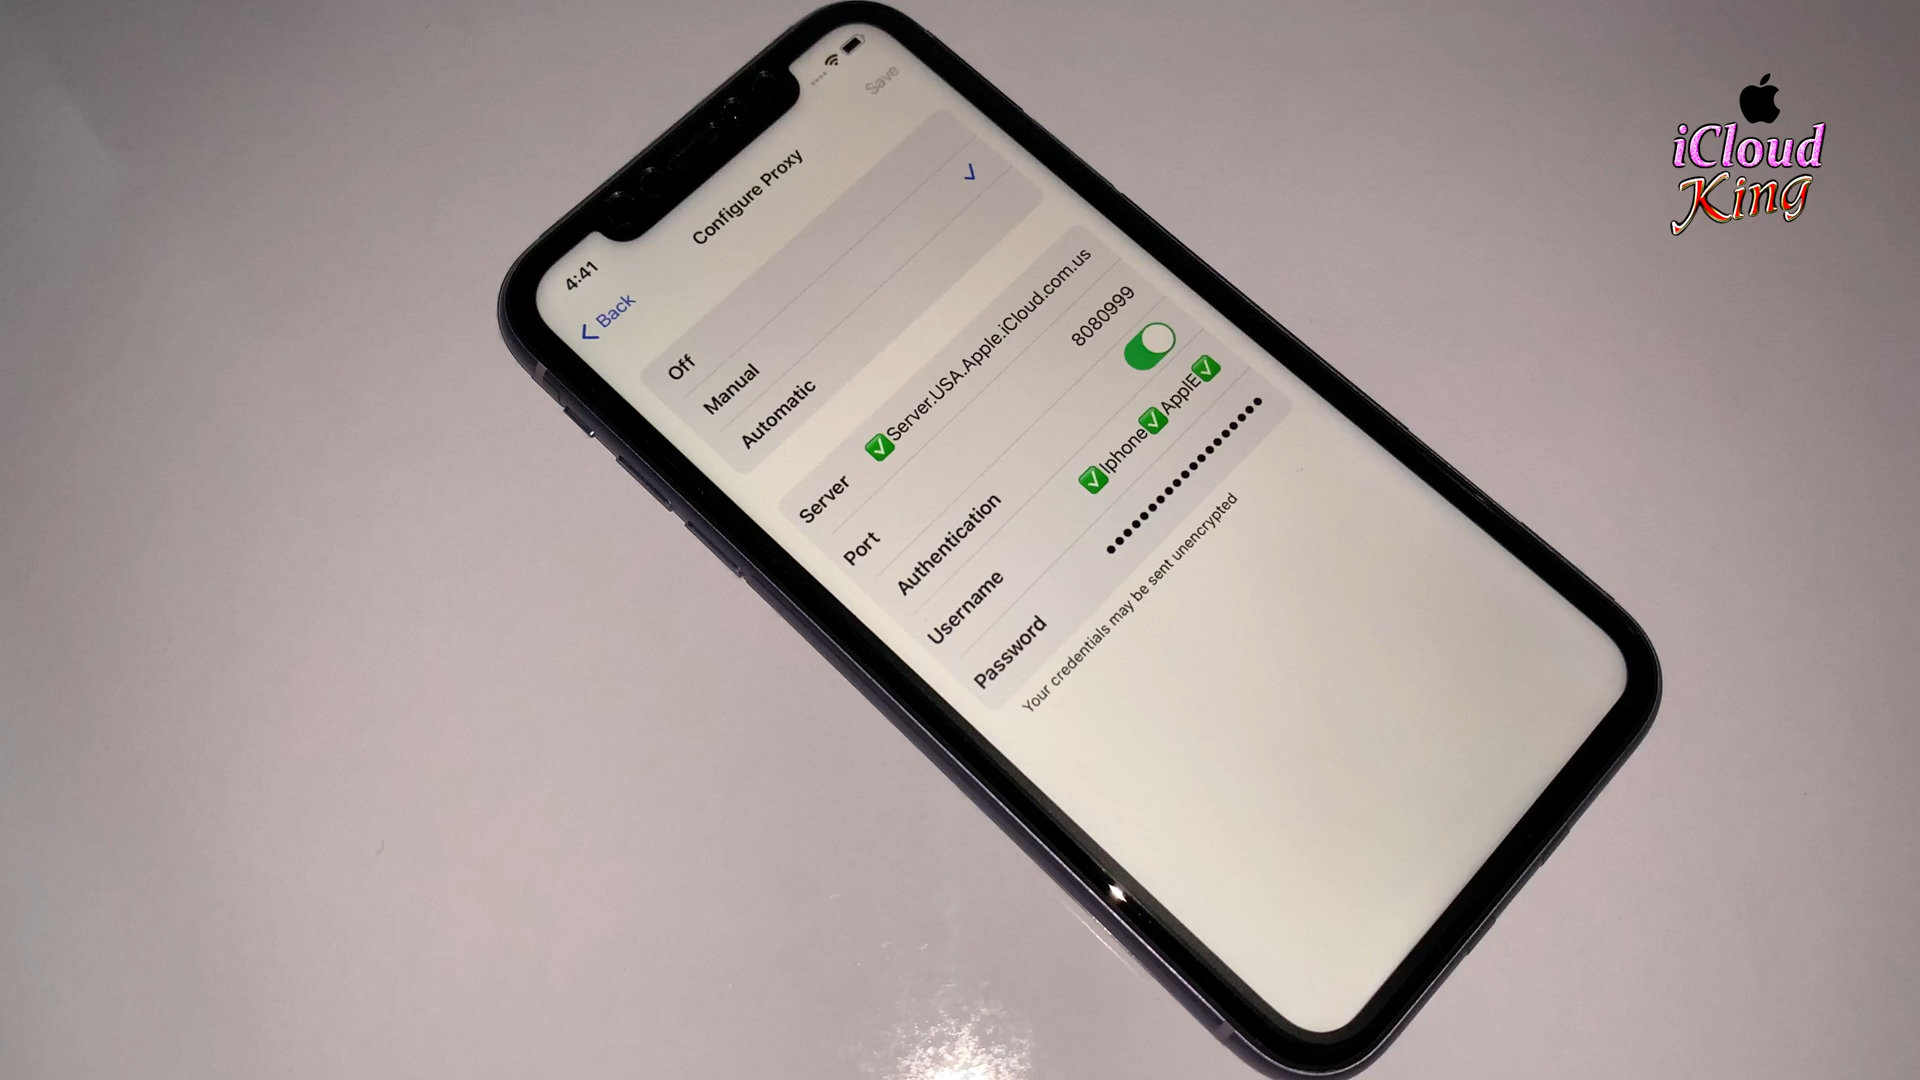 4:41
Back
Configure Proxy
Save
Off
Manual
Automatic
Server ✅Server.USA.Apple.iCloud.com.us
Port 8080999
Authentication
Username ✅Iphone✅ApplE✅
Password ••••••••••••••••••
Your credentials may be sent unencrypted
iCloud
King